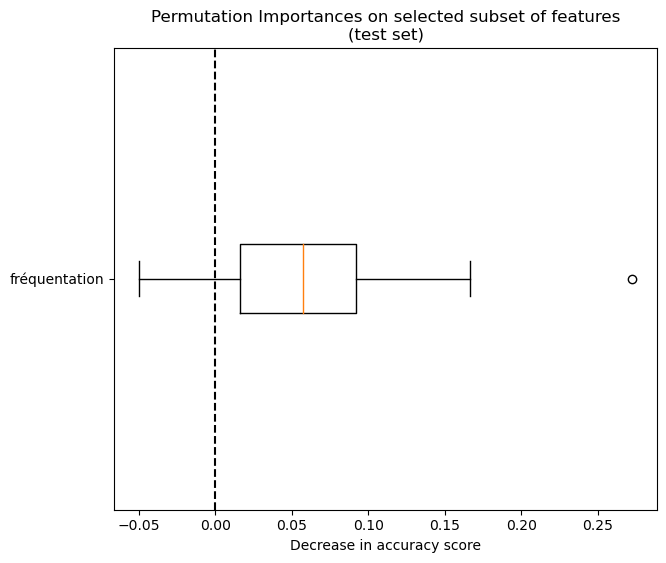 Permutation Importances on selected subset of features
(test set)
fréquentation
−0.05
0.00
0.05
0.10
0.15
0.20
0.25
Decrease in accuracy score